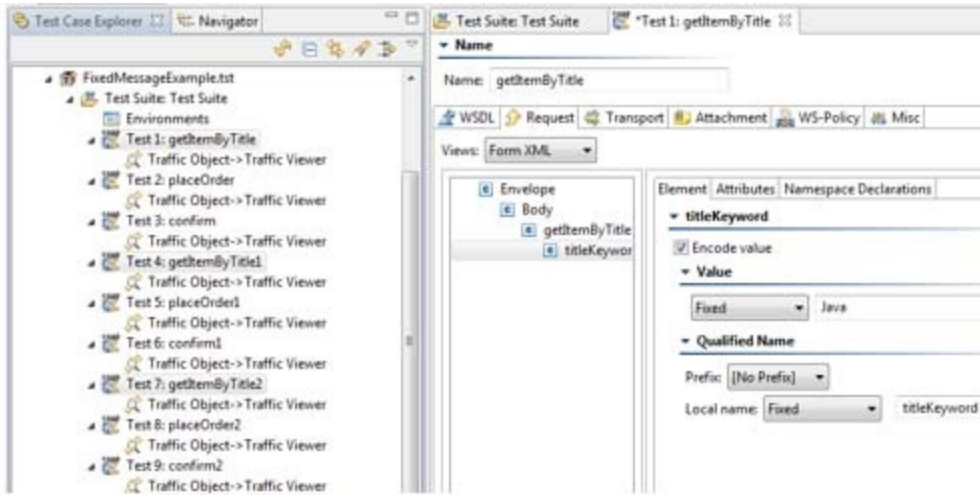 Test Case Explorer
Navigator
FixedMessageExample.tst
Test Suite: Test Suite
Environments
Test 1: getItemByTitle
Traffic Object->Traffic Viewer
Test 2: placeOrder
Traffic Object->Traffic Viewer
Test 3: confirm
Traffic Object->Traffic Viewer
Test 4: getItemByTitle1
Traffic Object->Traffic Viewer
Test 5: placeOrder1
Traffic Object->Traffic Viewer
Test 6: confirm1
Traffic Object->Traffic Viewer
Test 7: getItemByTitle2
Traffic Object->Traffic Viewer
Test 8: placeOrder2
Traffic Object->Traffic Viewer
Test 9: confirm2
Traffic Object->Traffic Viewer
Test Suite: Test Suite
*Test 1: getItemByTitle
Name
Name: getItemByTitle
WSDL Request Transport Attachment WS-Policy Misc
Views: Form XML
e Envelope
e Body
e getItemByTitle
e titleKeywor
Element Attributes Namespace Declarations
titleKeyword
Encode value
Value
Fixed Java
Qualified Name
Prefix: [No Prefix]
Local name: Fixed titleKeyword